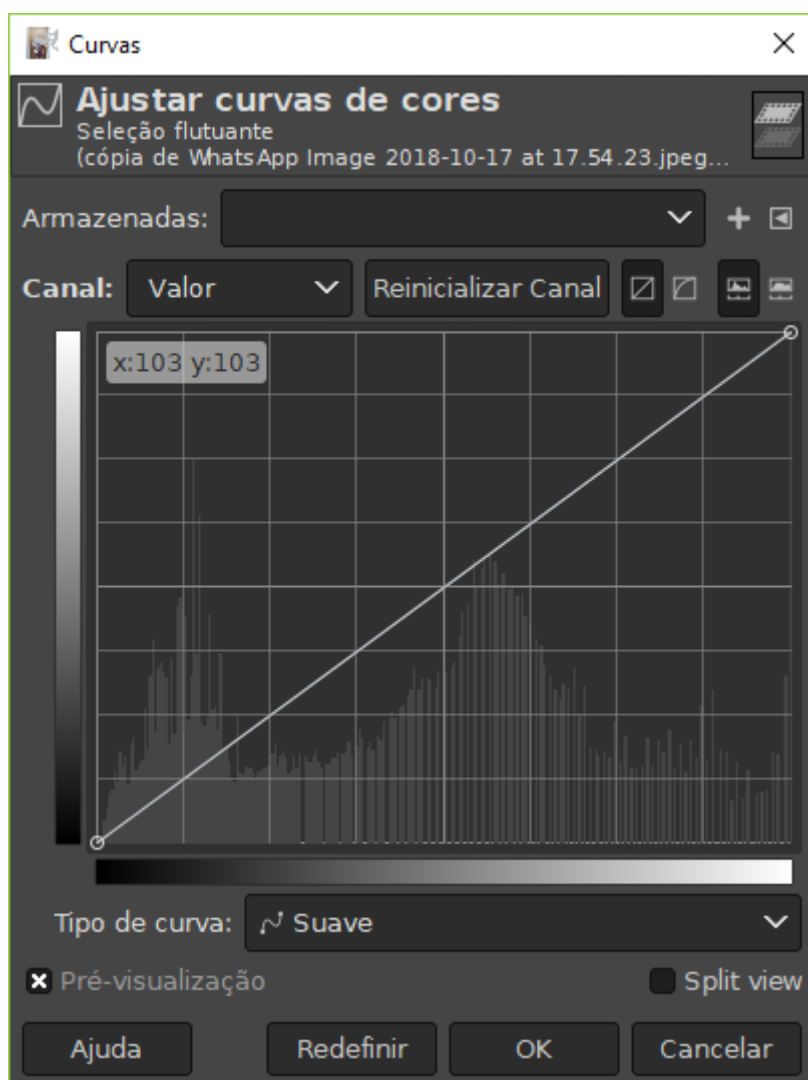 Curvas
Ajustar curvas de cores
Seleção flutuante
(cópia de WhatsApp Image 2018-10-17 at 17.54.23.jpeg...
Armazenadas:
Canal: Valor Reinicializar Canal
x:103 y:103
Tipo de curva: Suave
Pré-visualização Split view
Ajuda Redefinir OK Cancelar